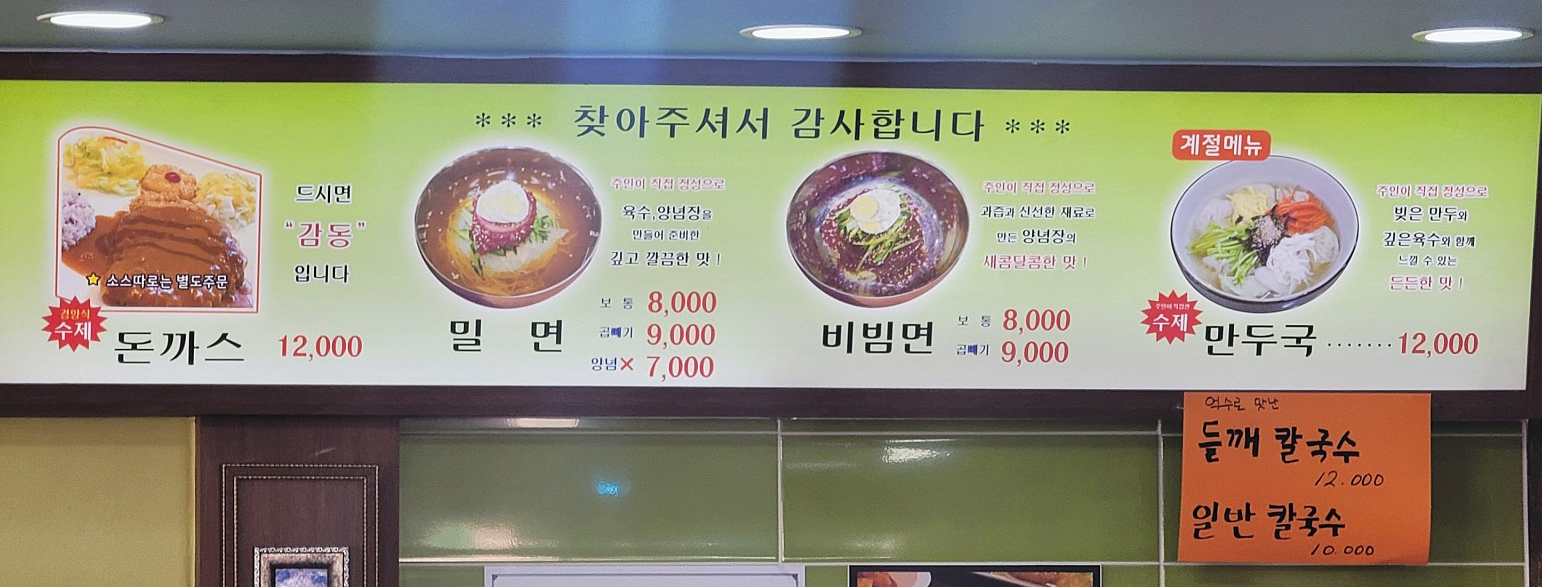 *** 찾아주셔서 감사합니다 ***
소스따로는 별도주문
드시면
“감동”
입니다
경양식
수제
돈까스 12,000
주인이 직접 정성으로
육수,양념장을
만들어 준비한
깊고 깔끔한 맛 !
밀 면
보 통 8,000
곱빼기 9,000
양념✕ 7,000
주인이 직접 정성으로
과즙과 신선한 재료로
만든 양념장의
새콤달콤한 맛 !
비빔면
보 통 8,000
곱빼기 9,000
계절메뉴
주인이 직접 정성으로
빚은 만두와
깊은육수와 함께
느낄 수 있는
든든한 맛 !
수제
만두국 ·······12,000
억수로 맛난
들깨 칼국수
12.000
일반 칼국수
10.000